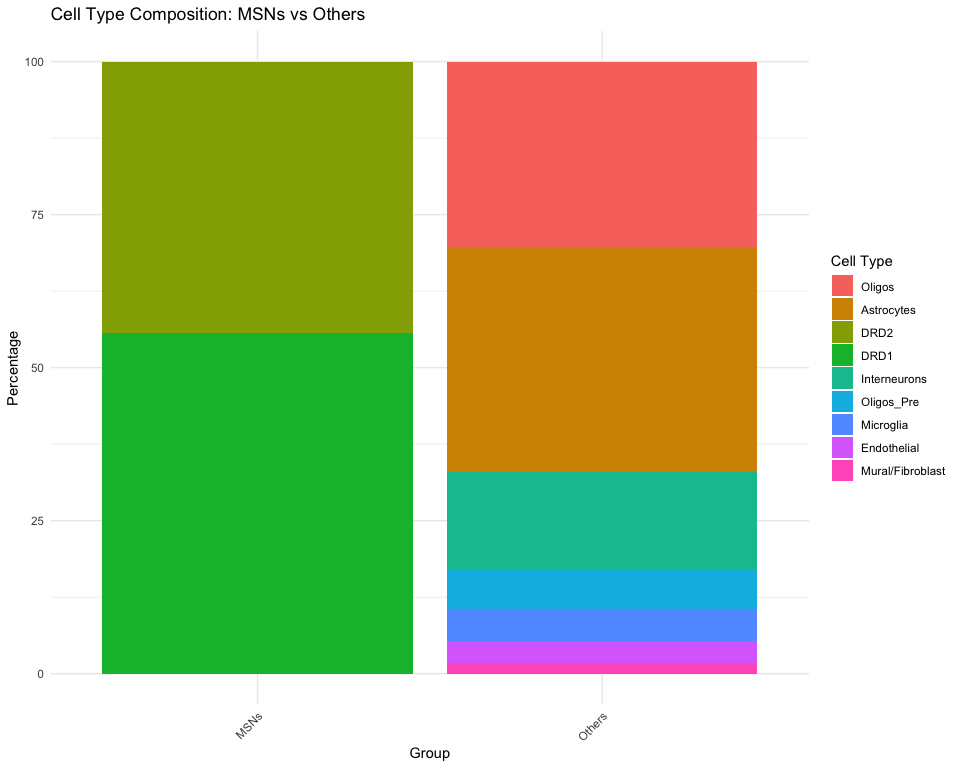 Cell Type Composition: MSNs vs Others
100
75
50
25
0
Percentage
MSNs
Others
Group
Cell Type
Oligos
Astrocytes
DRD2
DRD1
Interneurons
Oligos_Pre
Microglia
Endothelial
Mural/Fibroblast